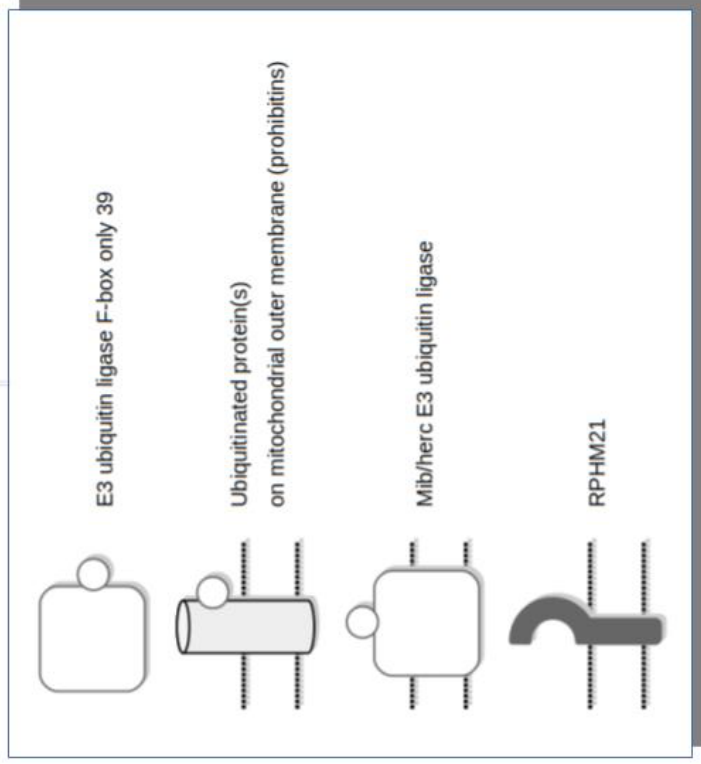 E3 ubiquitin ligase F-box only 39
Ubiquitinated protein(s)
on mitochondrial outer membrane (prohibitins)
Mib/herc E3 ubiquitin ligase
RPHM21